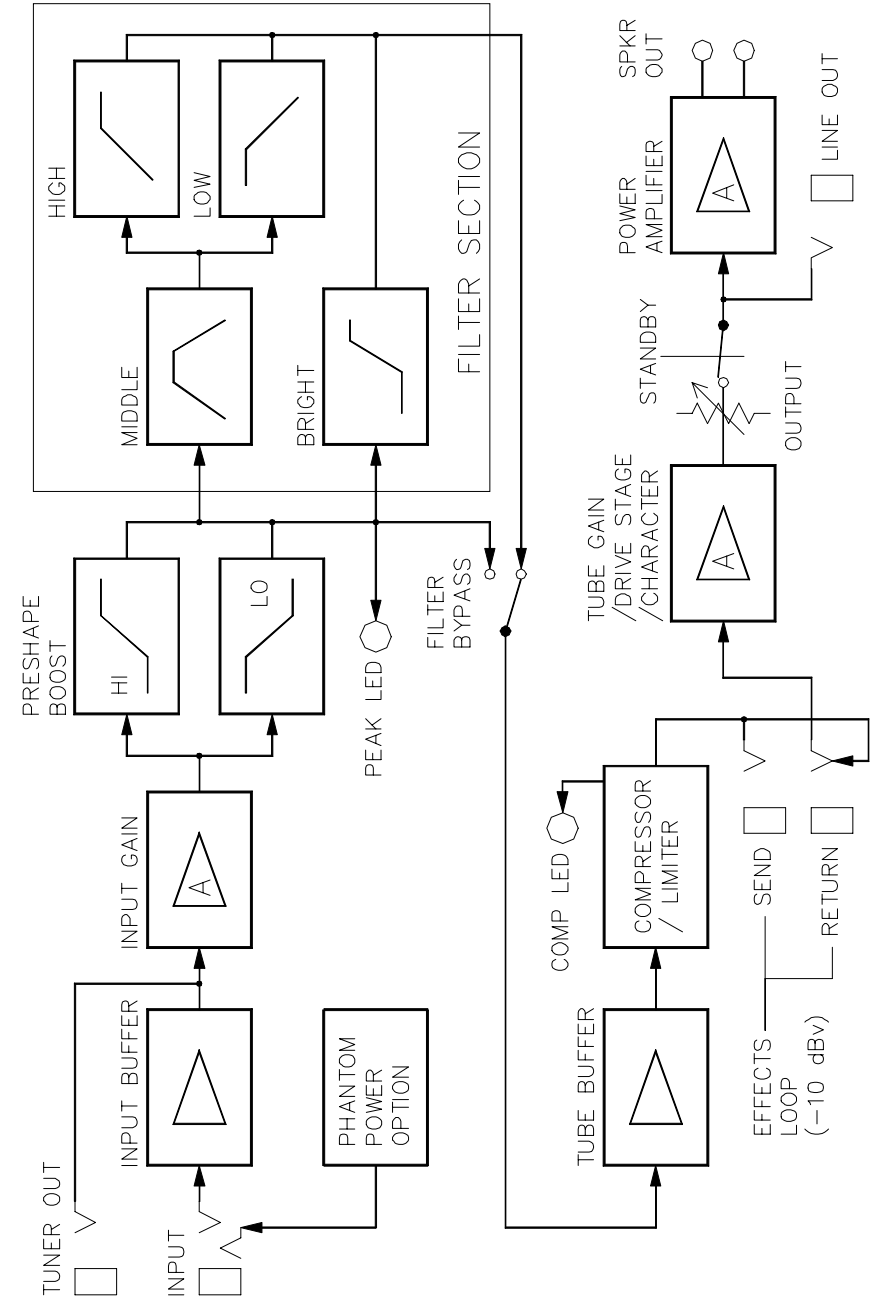 TUNER OUT
INPUT
INPUT BUFFER
PHANTOM
POWER
OPTION
INPUT GAIN
A
PRESHAPE
BOOST
HI
LO
PEAK LED
MIDDLE
BRIGHT
HIGH
LOW
FILTER SECTION
FILTER
BYPASS
TUBE BUFFER
COMP LED
COMPRESSOR
/ LIMITER
EFFECTS
LOOP
(–10 dBv)
SEND
RETURN
TUBE GAIN
/DRIVE STAGE
/CHARACTER
A
OUTPUT
STANDBY
POWER
AMPLIFIER
A
SPKR
OUT
LINE OUT